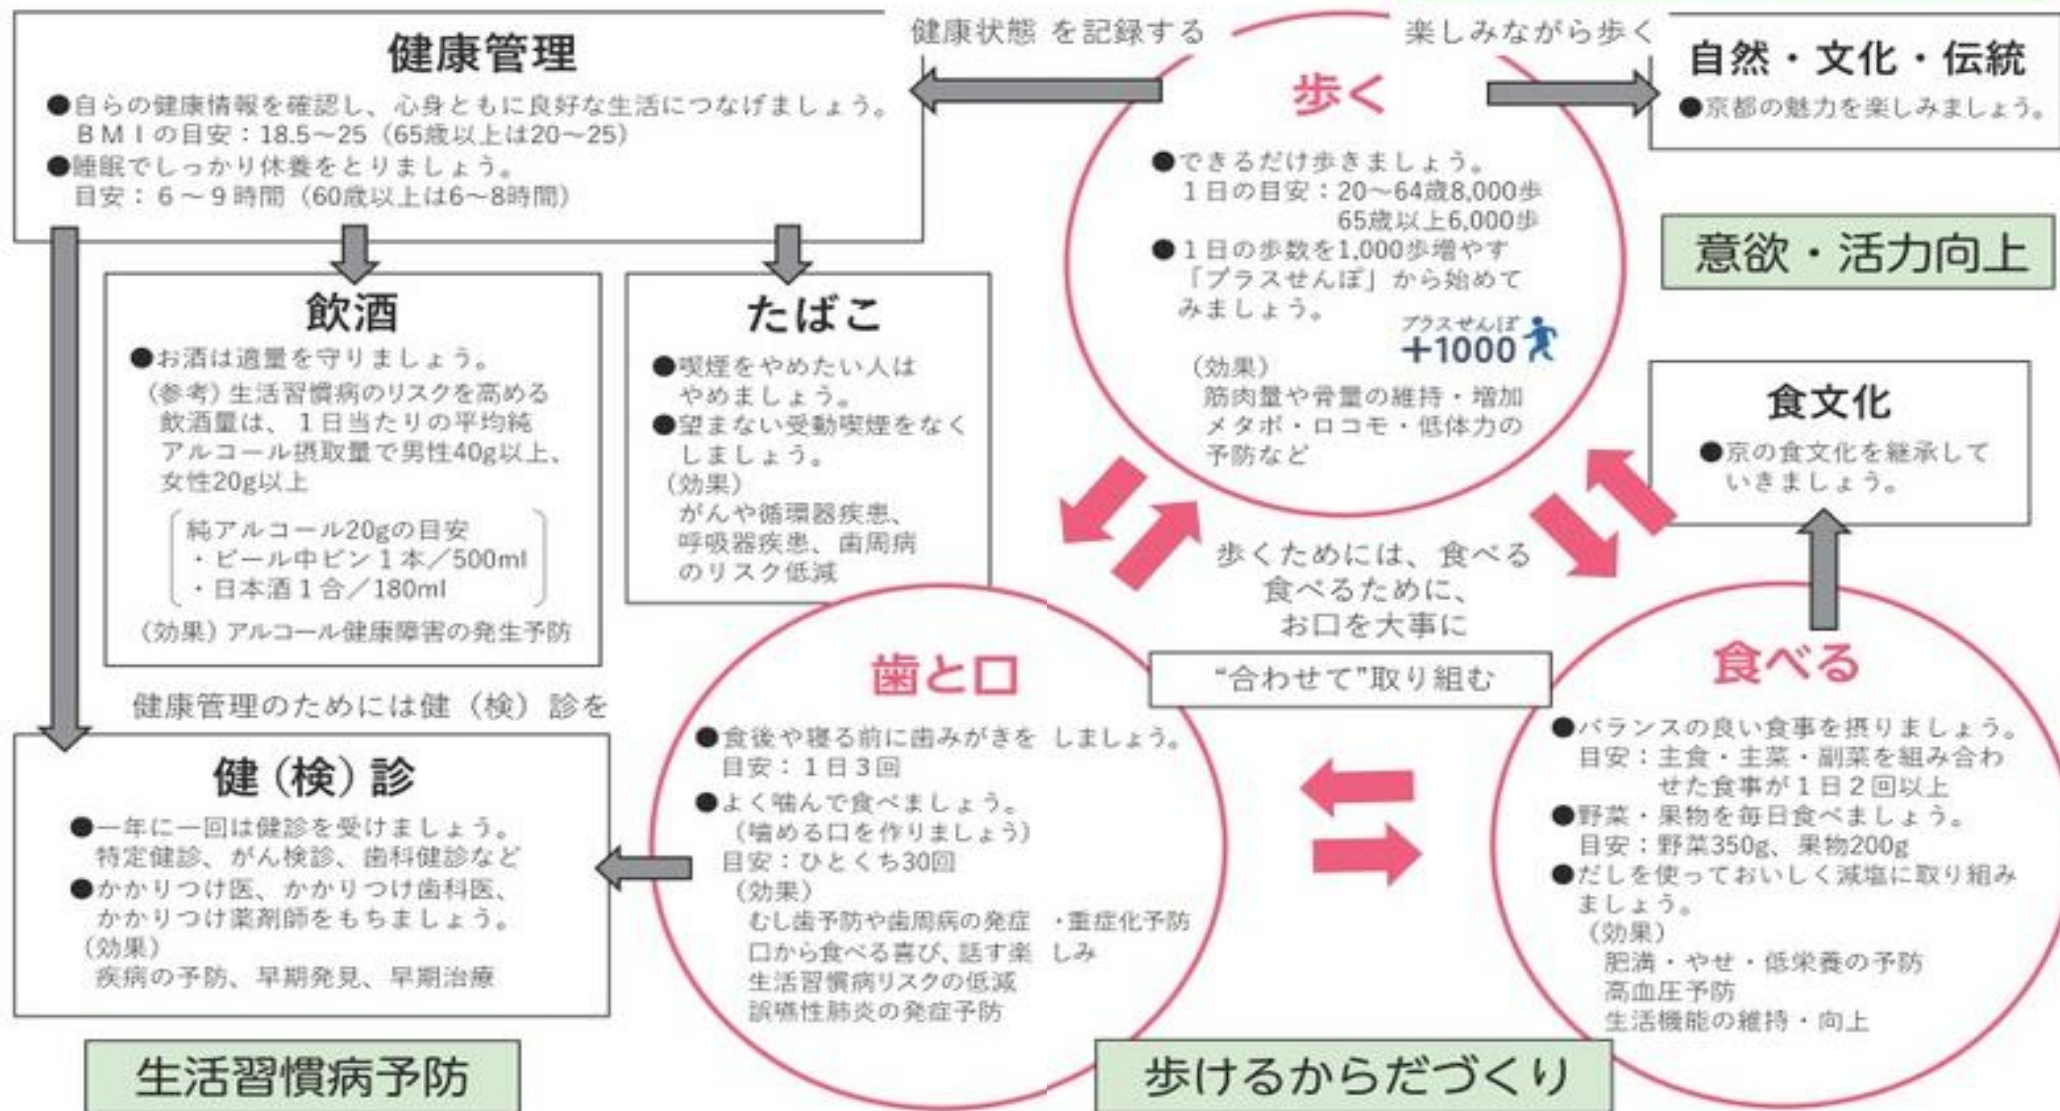 健康管理
●自らの健康情報を確認し、心身ともに良好な生活につなげましょう。
ＢＭＩの目安：18.5～25（65歳以上は20～25）
●睡眠でしっかり休養をとりましょう。
目安：６～９時間（60歳以上は6～8時間）
健康状態 を記録する
歩く
●できるだけ歩きましょう。
１日の目安：20～64歳8,000歩
65歳以上6,000歩
●１日の歩数を1,000歩増やす
「プラスせんぽ」から始めて
みましょう。
プラスせんぽ
＋1000
（効果）
筋肉量や骨量の維持・増加
メタボ・ロコモ・低体力の
予防など
楽しみながら歩く
自然・文化・伝統
●京都の魅力を楽しみましょう。
意欲・活力向上
飲酒
●お酒は適量を守りましょう。
（参考）生活習慣病のリスクを高める
飲酒量は、１日当たりの平均純
アルコール摂取量で男性40g以上、
女性20g以上
純アルコール20gの目安
・ビール中ビン１本／500ml
・日本酒１合／180ml
（効果）アルコール健康障害の発生予防
たばこ
●喫煙をやめたい人は
やめましょう。
●望まない受動喫煙をなく
しましょう。
（効果）
がんや循環器疾患、
呼吸器疾患、歯周病
のリスク低減
食文化
●京の食文化を継承して
いきましょう。
歩くためには、食べる
食べるために、
お口を大事に
“合わせて”取り組む
健康管理のためには健（検）診を
健（検）診
●一年に一回は健診を受けましょう。
特定健診、がん検診、歯科健診など
●かかりつけ医、かかりつけ歯科医、
かかりつけ薬剤師をもちましょう。
（効果）
疾病の予防、早期発見、早期治療
歯と口
●食後や寝る前に歯みがきを しましょう。
目安：１日３回
●よく噛んで食べましょう。
（噛める口を作りましょう）
目安：ひとくち30回
（効果）
むし歯予防や歯周病の発症 ・重症化予防
口から食べる喜び、話す楽 しみ
生活習慣病リスクの低減
誤嚥性肺炎の発症予防
食べる
●バランスの良い食事を摂りましょう。
目安：主食・主菜・副菜を組み合わ
せた食事が１日２回以上
●野菜・果物を毎日食べましょう。
目安：野菜350g、果物200g
●だしを使っておいしく減塩に取り組み
ましょう。
（効果）
肥満・やせ・低栄養の予防
高血圧予防
生活機能の維持・向上
生活習慣病予防
歩けるからだづくり